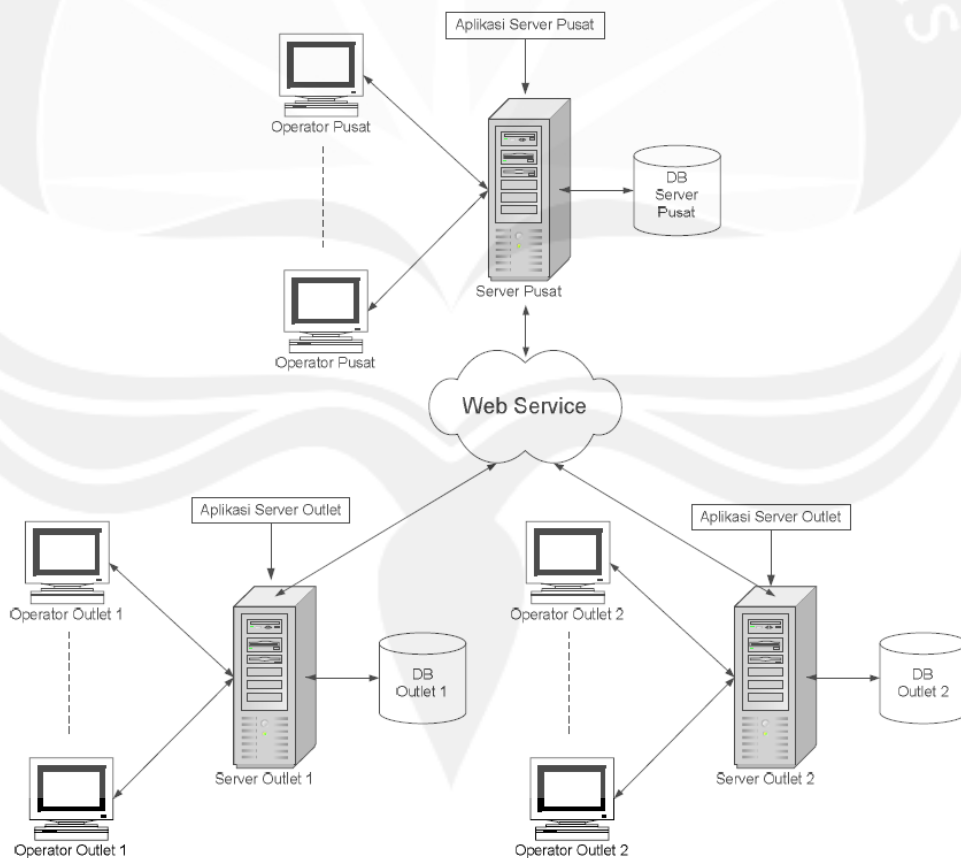 Aplikasi Server Pusat
Operator Pusat
DB
Server
Pusat
Operator Pusat
Server Pusat
Web Service
Aplikasi Server Outlet
Aplikasi Server Outlet
Operator Outlet 1
Operator Outlet 2
DB
Outlet 1
DB
Outlet 2
Server Outlet 1
Server Outlet 2
Operator Outlet 1
Operator Outlet 2